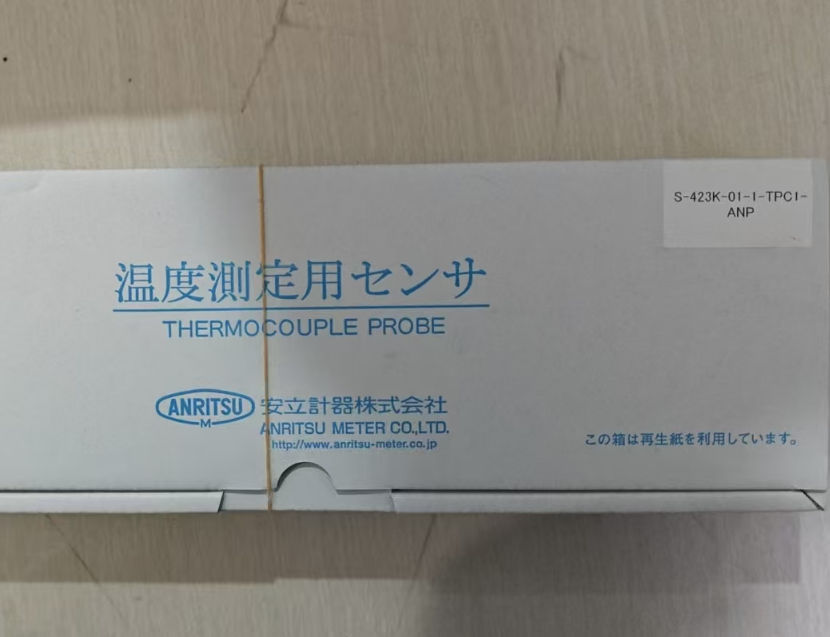 S-423K-01-1-TPC1-
ANP
温度測定用センサ
THERMOCOUPLE PROBE
ANRITSU
M
安立計器株式会社
ANRITSU METER CO.,LTD.
http://www.anritsu-meter.co.jp
この箱は再生紙を利用しています。